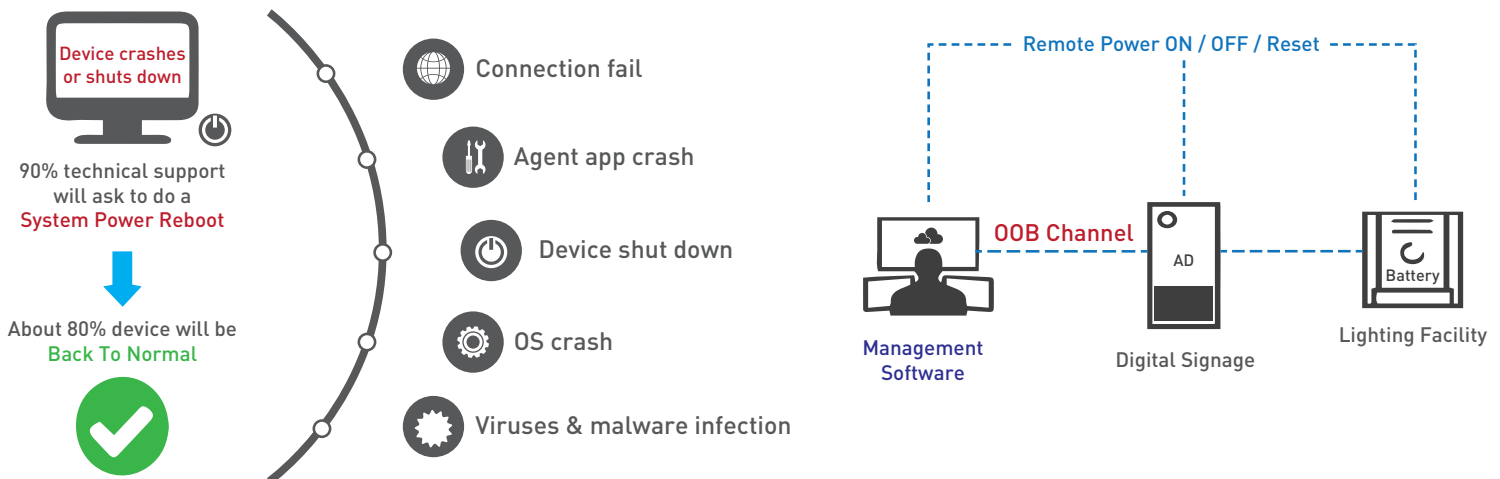 Device crashes
or shuts down
90% technical support
will ask to do a
System Power Reboot
About 80% device will be
Back To Normal
Connection fail
Agent app crash
Device shut down
OS crash
Viruses & malware infection
Remote Power ON / OFF / Reset
OOB Channel
AD
Battery
Management
Software
Digital Signage
Lighting Facility